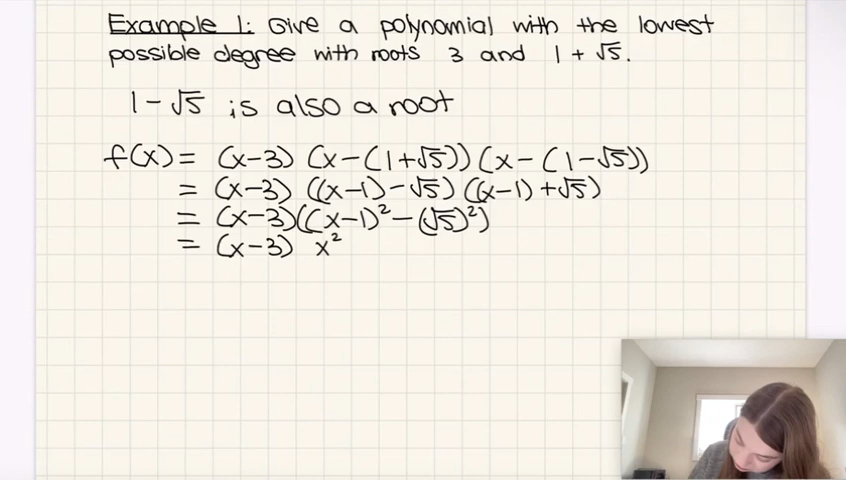 Example 1: Give a polynomial with the lowest
possible degree with roots 3 and 1 + √5.
1 - √5 is also a root
f(x) = (x-3) (x-(1+√5)) (x - (1-√5))
= (x-3) ((x-1) - √5) ((x-1) + √5)
= (x-3) ((x-1)² - (√5)²)
= (x-3) x²